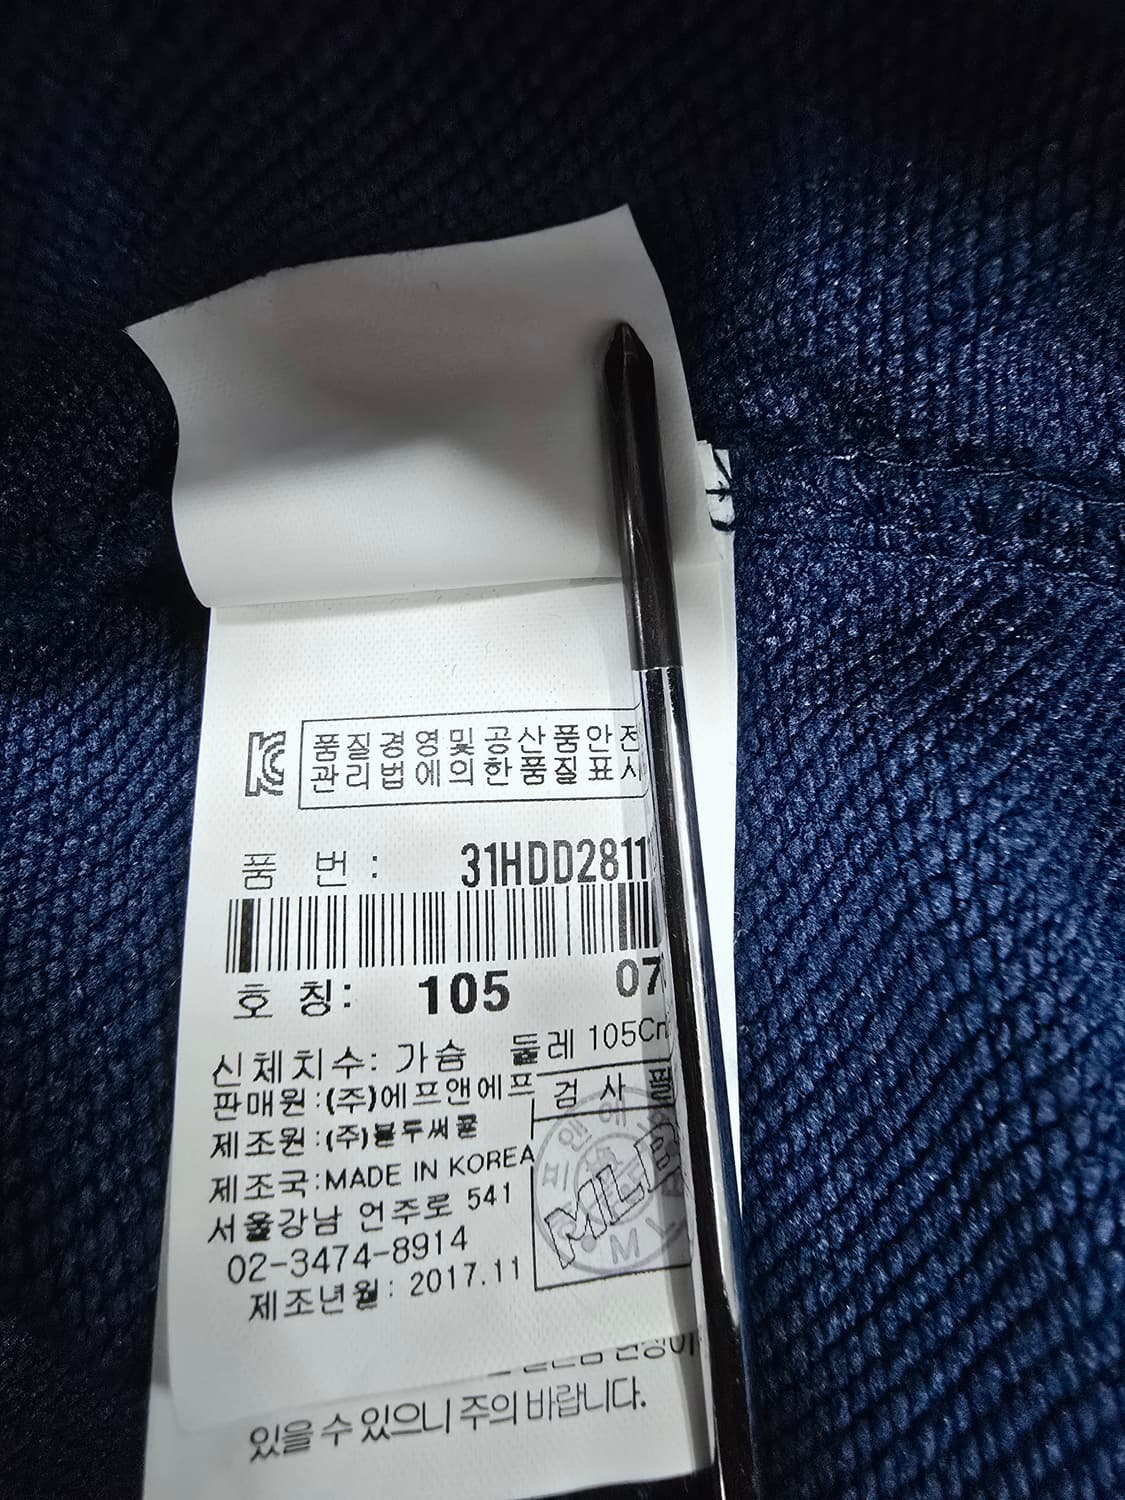 품질경영및공산품안전
관리법에의한품질표시
품 번 : 31HDD2811
호 칭: 105 07
신체치수: 가슴 둘레 105Cm
판매원:(주)에프앤에프
검 사 필
제조원:(주)블루써클
제조국:MADE IN KOREA
MLB
서울강남 언주로 541
02-3474-8914
제조년월: 2017.11
있을 수 있으니 주의 바랍니다.